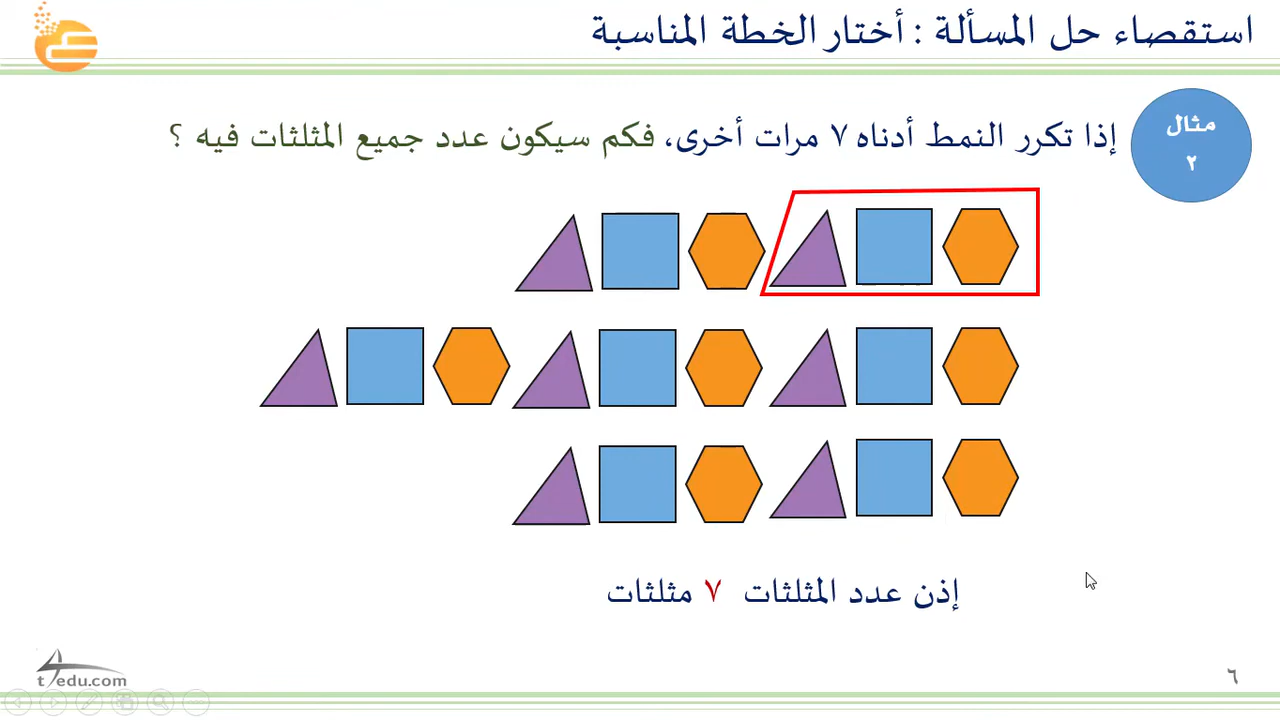 استقصاء حل المسألة : أختار الخطة المناسبة
مثال
٢
إذا تكرر النمط أدناه ٧ مرات أخرى، فكم سيكون عدد جميع المثلثات فيه ؟
إذن عدد المثلثات ٧ مثلثات
t4edu.com
٦